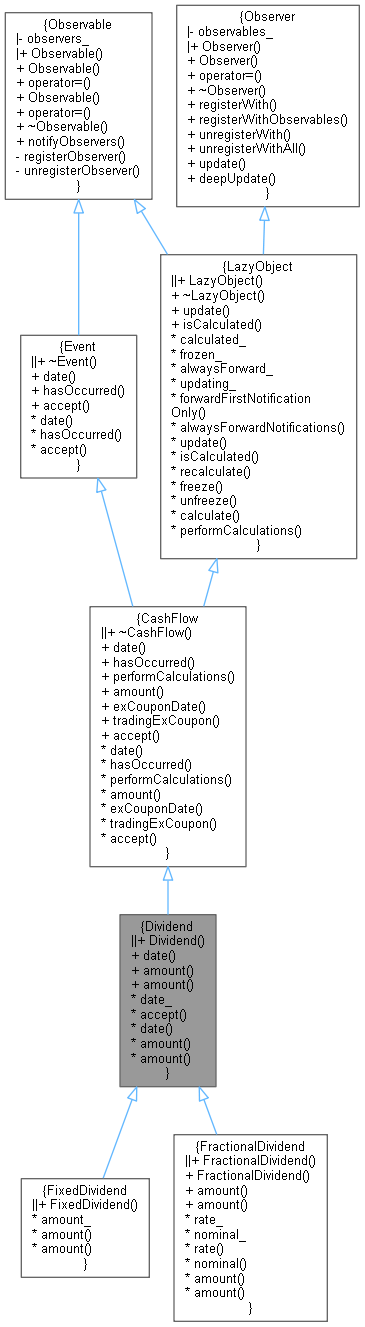 {Observable
|- observers_
|+ Observable()
+ Observable()
+ operator=()
+ Observable()
+ operator=()
+ ~Observable()
+ notifyObservers()
- registerObserver()
- unregisterObserver()
}
{Observer
|- observables_
|+ Observer()
+ Observer()
+ operator=()
+ ~Observer()
+ registerWith()
+ registerWithObservables()
+ unregisterWith()
+ unregisterWithAll()
+ update()
+ deepUpdate()
}
{LazyObject
||+ LazyObject()
+ ~LazyObject()
+ update()
+ isCalculated()
* calculated_
* frozen_
* alwaysForward_
* updating_
* forwardFirstNotification
Only()
* alwaysForwardNotifications()
* update()
* isCalculated()
* recalculate()
* freeze()
* unfreeze()
* calculate()
* performCalculations()
}
{Event
||+ ~Event()
+ date()
+ hasOccurred()
+ accept()
* date()
* hasOccurred()
* accept()
}
{CashFlow
||+ ~CashFlow()
+ date()
+ hasOccurred()
+ performCalculations()
+ amount()
+ exCouponDate()
+ tradingExCoupon()
+ accept()
* date()
* hasOccurred()
* performCalculations()
* amount()
* exCouponDate()
* tradingExCoupon()
* accept()
}
{Dividend
||+ Dividend()
+ date()
+ amount()
+ amount()
* date_
* accept()
* date()
* amount()
* amount()
}
{FixedDividend
||+ FixedDividend()
* amount_
* amount()
* amount()
}
{FractionalDividend
||+ FractionalDividend()
+ FractionalDividend()
+ amount()
+ amount()
* rate_
* nominal_
* rate()
* nominal()
* amount()
* amount()
}